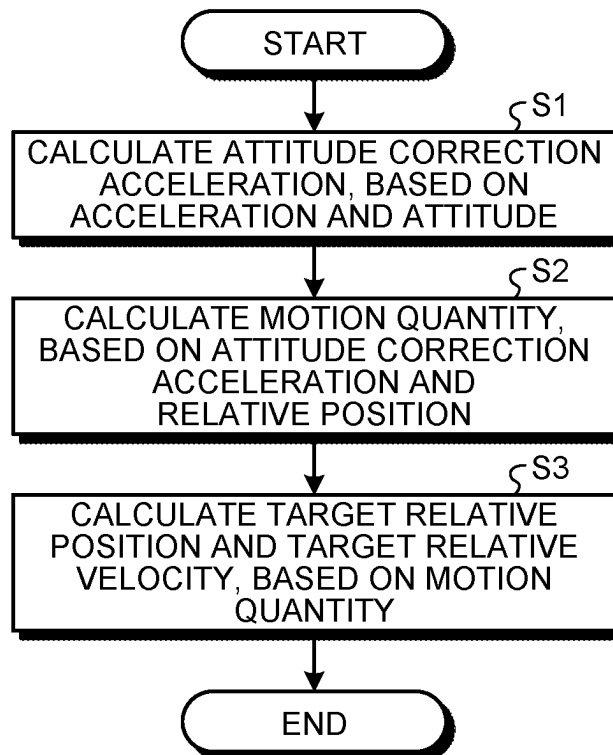 START
S1
CALCULATE ATTITUDE CORRECTION
ACCELERATION, BASED ON
ACCELERATION AND ATTITUDE
S2
CALCULATE MOTION QUANTITY,
BASED ON ATTITUDE CORRECTION
ACCELERATION AND
RELATIVE POSITION
S3
CALCULATE TARGET RELATIVE
POSITION AND TARGET RELATIVE
VELOCITY, BASED ON MOTION
QUANTITY
END